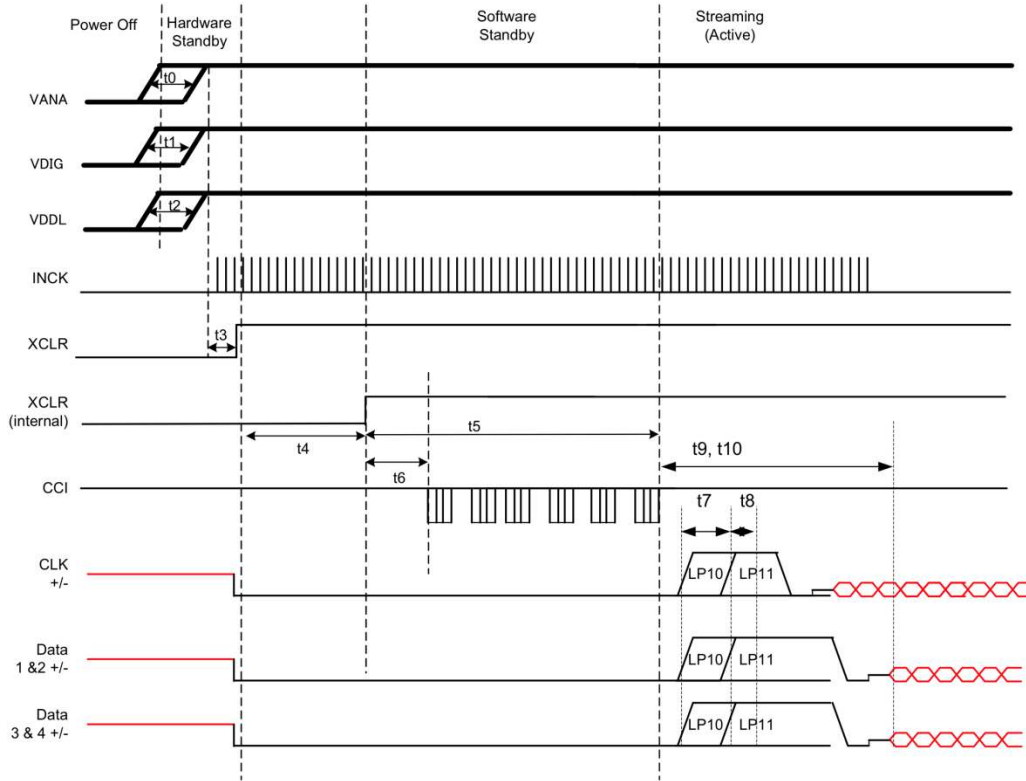 Power Off
Hardware
Standby
Software
Standby
Streaming
(Active)
t0
VANA
t1
VDIG
t2
VDDL
INCK
t3
XCLR
XCLR
(internal)
t4
t5
t9, t10
t6
CCI
t7
t8
CLK
+/-
LP10
LP11
Data
1 &2 +/-
LP10
LP11
Data
3 & 4 +/-
LP10
LP11